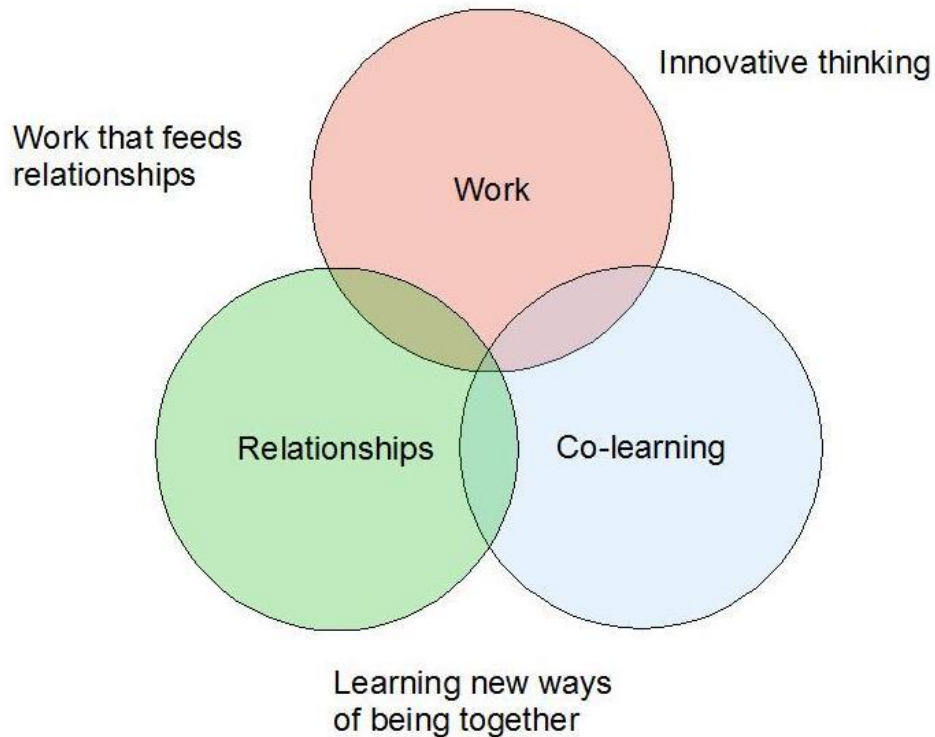 Innovative thinking
Work that feeds
relationships
Work
Relationships
Co-learning
Learning new ways
of being together